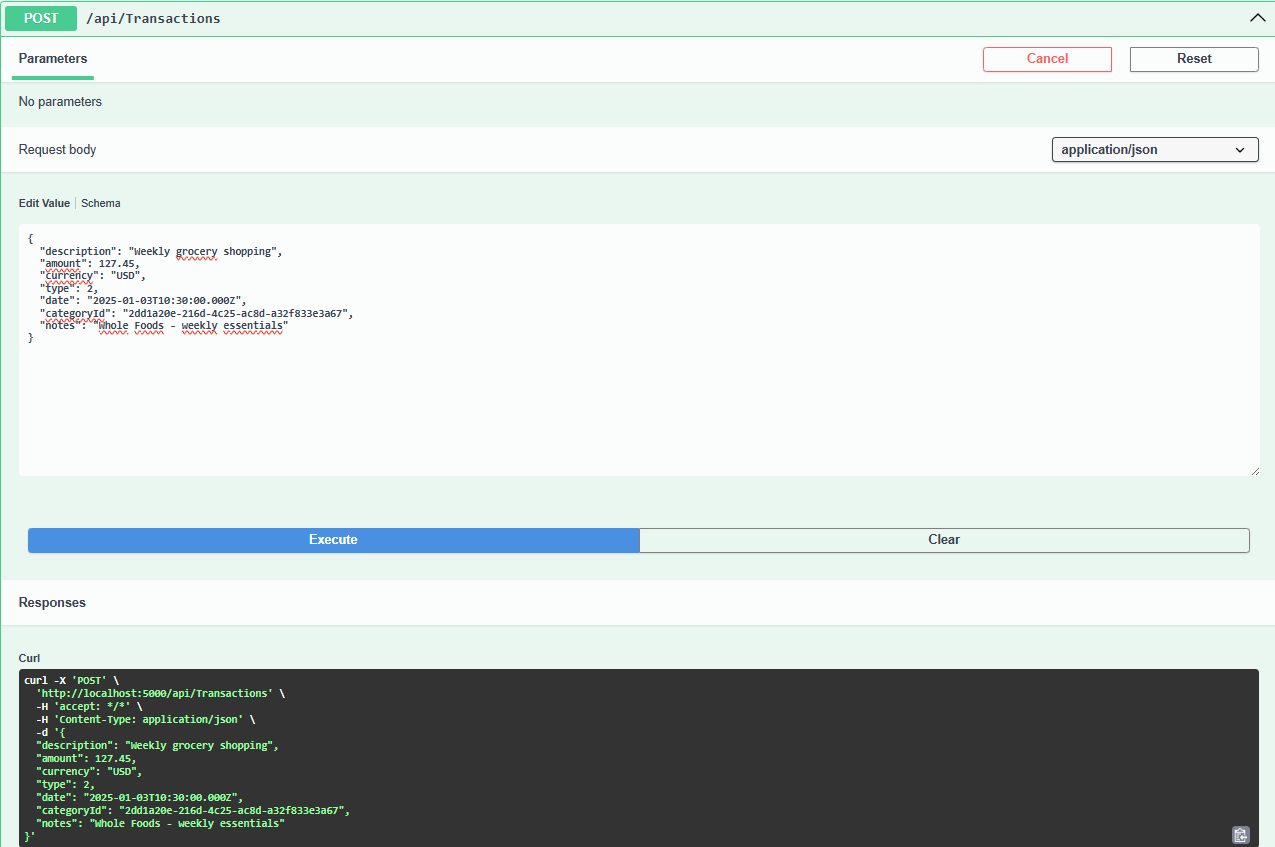 POST /api/Transactions
Parameters Cancel Reset
No parameters
Request body application/json
Edit Value | Schema
{
  "description": "Weekly grocery shopping",
  "amount": 127.45,
  "currency": "USD",
  "type": 2,
  "date": "2025-01-03T10:30:00.000Z",
  "categoryId": "2dd1a20e-216d-4c25-ac8d-a32f833e3a67",
  "notes": "Whole Foods - weekly essentials"
}
Execute Clear
Responses
Curl
curl -X 'POST' \
  'http://localhost:5000/api/Transactions' \
  -H 'accept: */*' \
  -H 'Content-Type: application/json' \
  -d '{
  "description": "Weekly grocery shopping",
  "amount": 127.45,
  "currency": "USD",
  "type": 2,
  "date": "2025-01-03T10:30:00.000Z",
  "categoryId": "2dd1a20e-216d-4c25-ac8d-a32f833e3a67",
  "notes": "Whole Foods - weekly essentials"
}'